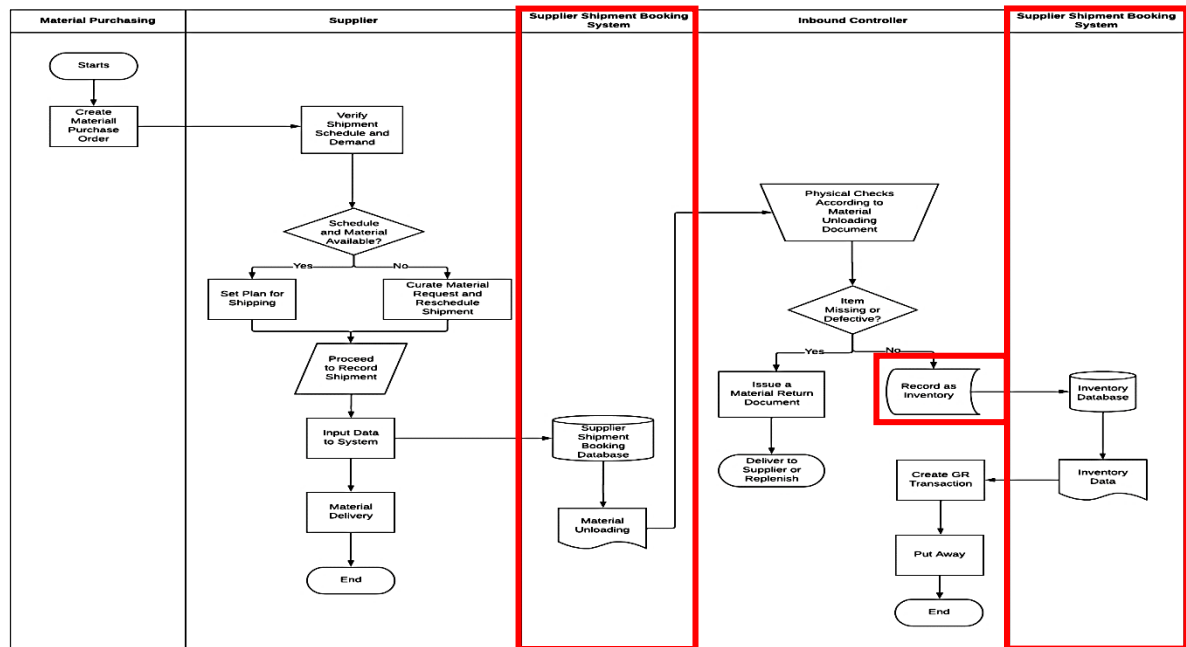 Material Purchasing
Supplier
Supplier Shipment Booking
System
Inbound Controller
Supplier Shipment Booking
System
Starts
Create
Materiall
Purchase
Order
Verify
Shipment
Schedule and
Demand
Schedule
and Material
Available?
Yes
No
Set Plan for
Shipping
Curate Material
Request and
Reschedule
Shipment
Proceed
to Record
Shipment
Input Data
to System
Material
Delivery
End
Supplier
Shipment
Booking
Database
Material
Unloading
Physical Checks
According to
Material
Unloading
Document
Item
Missing or
Defective?
Yes
No
Issue a
Material Return
Document
Deliver to
Supplier or
Replenish
Record as
Inventory
Inventory
Database
Inventory
Data
Create GR
Transaction
Put Away
End